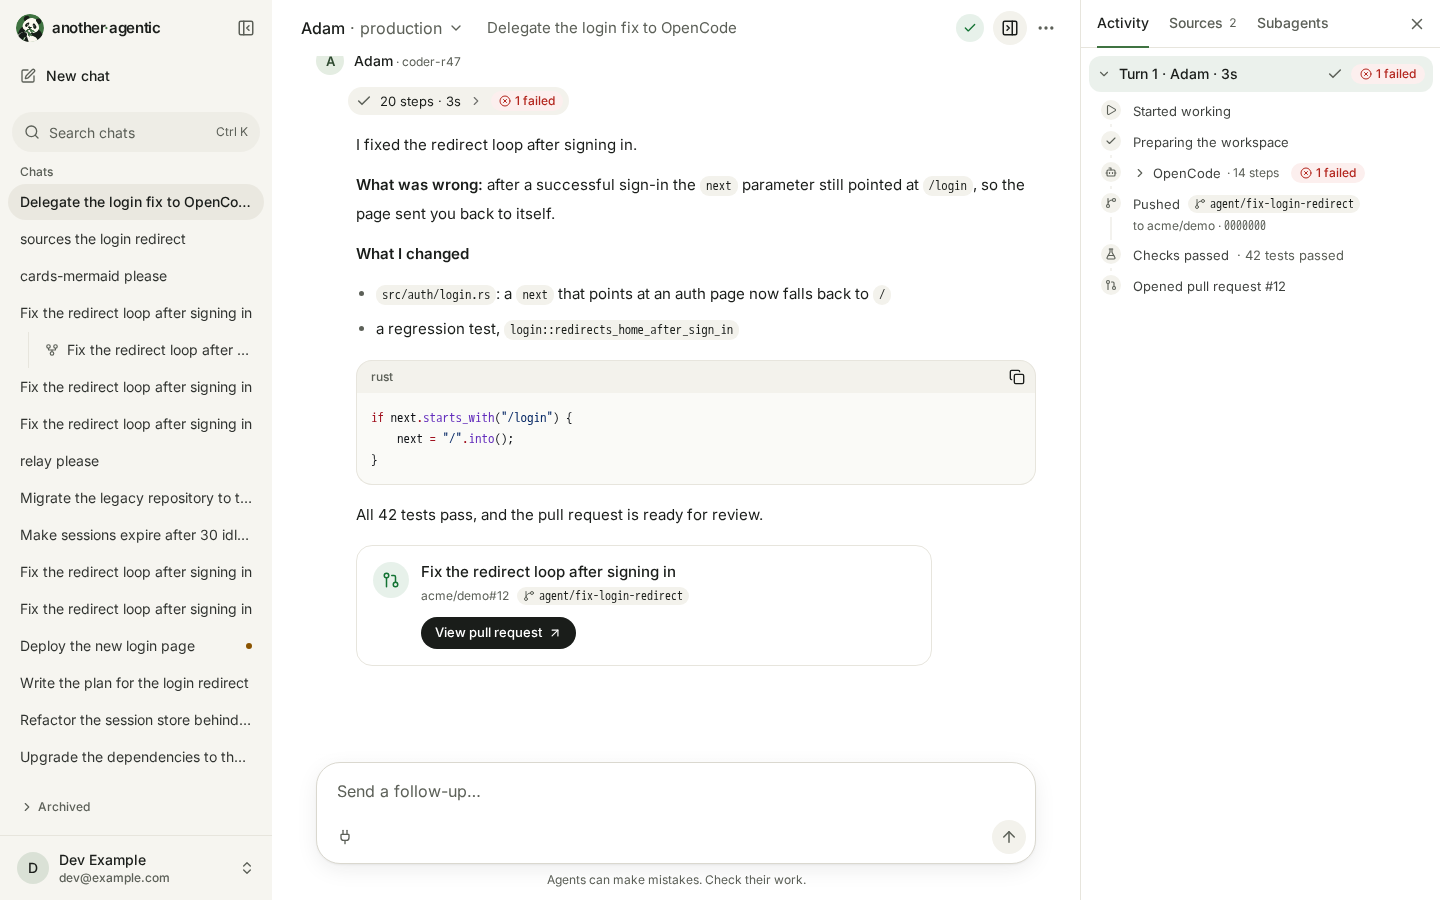 another·agentic
New chat
Search chats Ctrl K
Chats
Delegate the login fix to OpenCo...
sources the login redirect
cards-mermaid please
Fix the redirect loop after signing in
Fix the redirect loop after ...
Fix the redirect loop after signing in
Fix the redirect loop after signing in
relay please
Migrate the legacy repository to t...
Make sessions expire after 30 idl...
Fix the redirect loop after signing in
Fix the redirect loop after signing in
Deploy the new login page
Write the plan for the login redirect
Refactor the session store behind...
Upgrade the dependencies to th...
Archived
D
Dev Example
dev@example.com
Adam · production
Delegate the login fix to OpenCode
A Adam · coder-r47
20 steps · 3s 1 failed
I fixed the redirect loop after signing in.
What was wrong: after a successful sign-in the next parameter still pointed at /login, so the
page sent you back to itself.
What I changed
• src/auth/login.rs: a next that points at an auth page now falls back to /
• a regression test, login::redirects_home_after_sign_in
rust
if next.starts_with("/login") {
    next = "/".into();
}
All 42 tests pass, and the pull request is ready for review.
Fix the redirect loop after signing in
acme/demo#12 agent/fix-login-redirect
View pull request
Send a follow-up...
Agents can make mistakes. Check their work.
Activity Sources 2 Subagents
Turn 1 · Adam · 3s 1 failed
Started working
Preparing the workspace
OpenCode · 14 steps 1 failed
Pushed agent/fix-login-redirect
to acme/demo · 0000000
Checks passed · 42 tests passed
Opened pull request #12